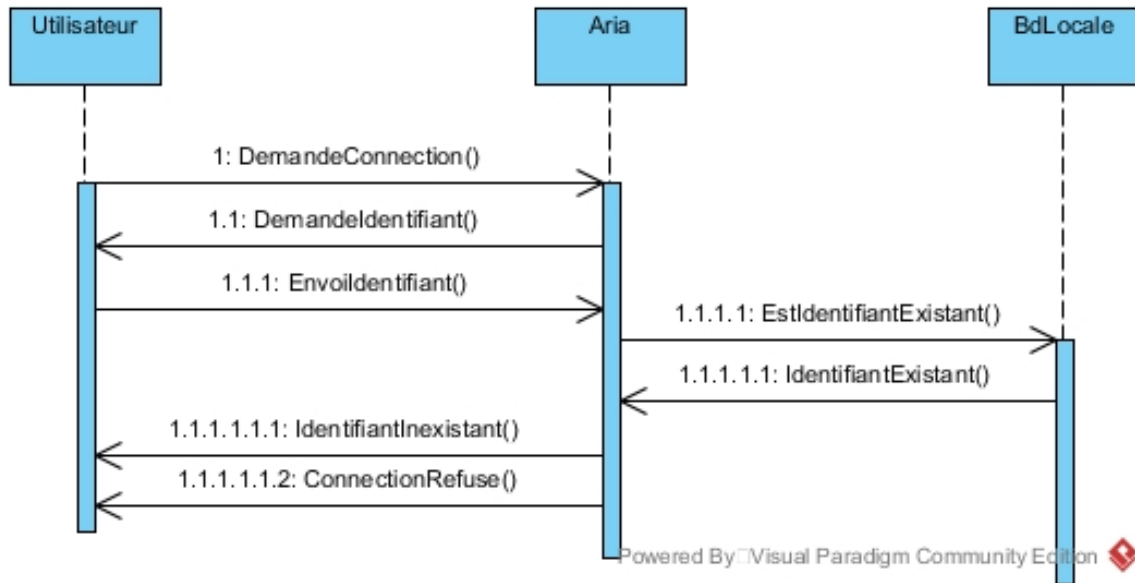 Utilisateur
Aria
BdLocale
1: DemandeConnection()
1.1: DemandeIdentifiant()
1.1.1: EnvoiIdentifiant()
1.1.1.1: EstIdentifiantExistant()
1.1.1.1.1: IdentifiantExistant()
1.1.1.1.1.1: IdentifiantInexistant()
1.1.1.1.1.2: ConnectionRefuse()
Powered By Visual Paradigm Community Edition